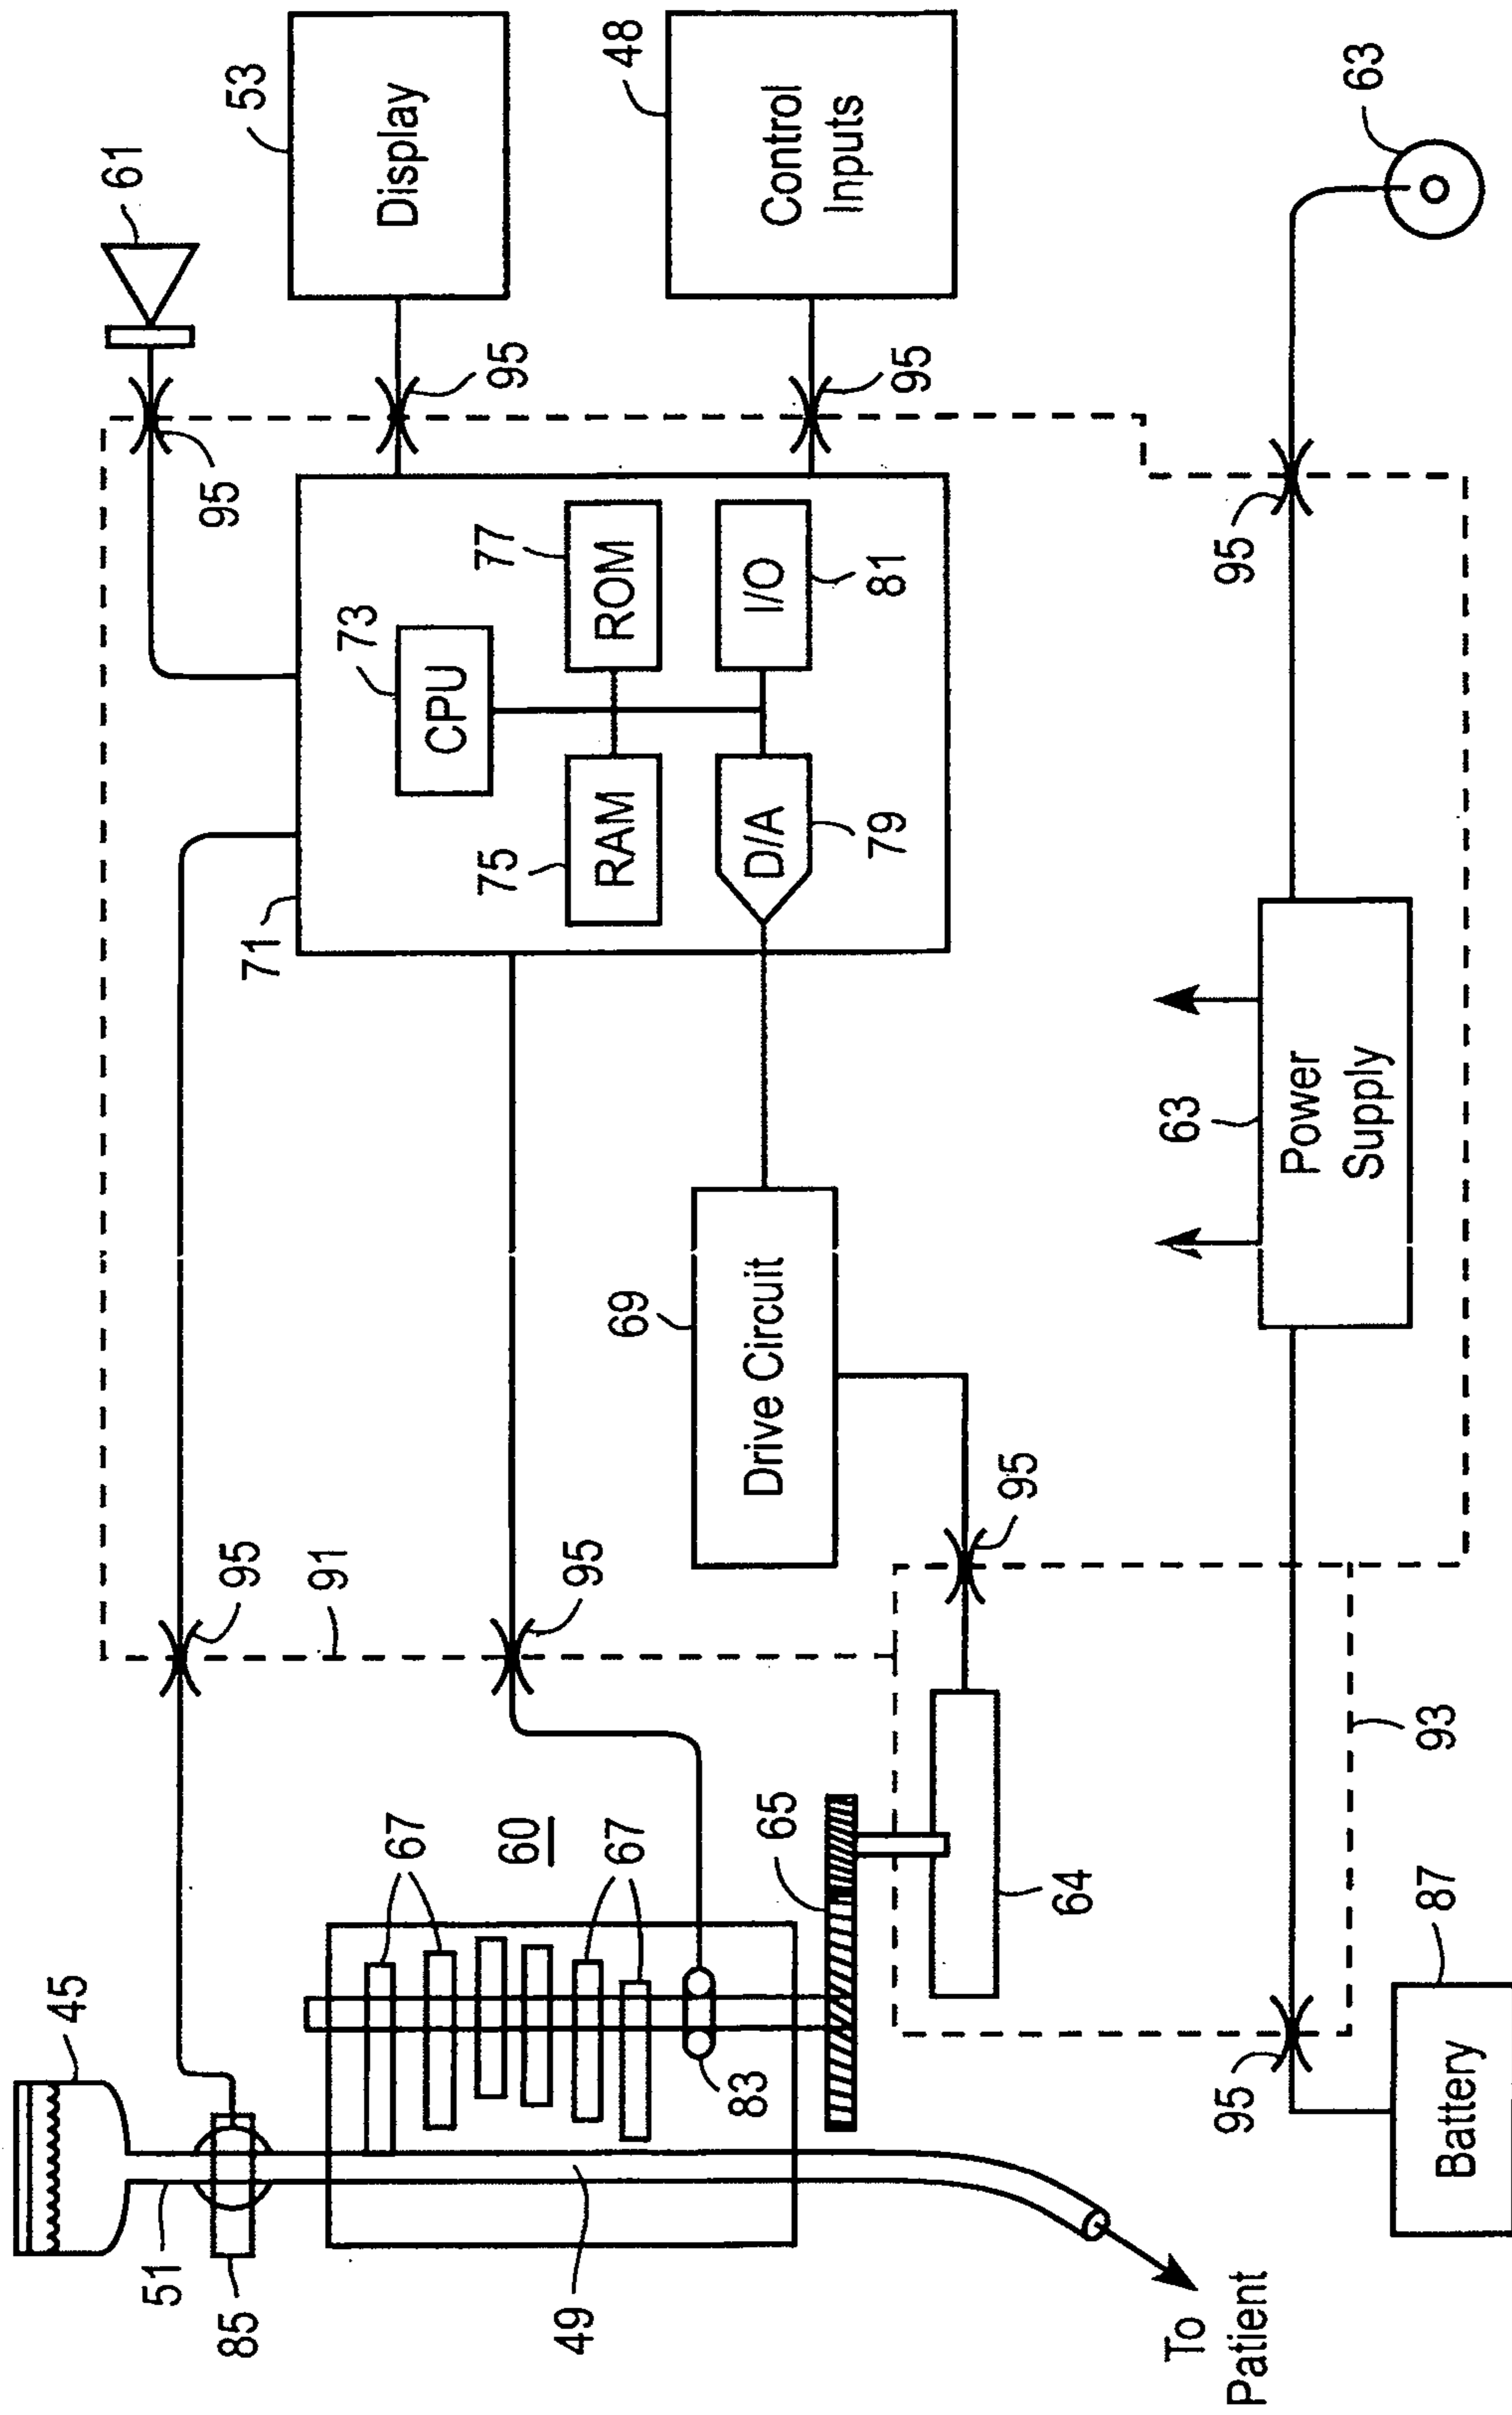 45
51
85
49
To
Patient
67
60
67
83
65
64
95
91
95
95
93
95
87
Battery
69
Drive Circuit
63
Power
Supply
71
73
CPU
75
RAM
77
ROM
D/A
79
I/O
81
95
61
95
53
Display
95
48
Control
Inputs
95
63